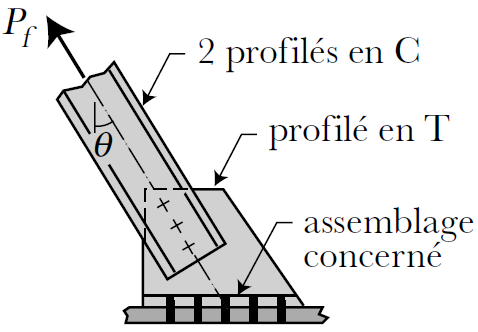 P_f
2 profilés en C
profilé en T
θ
assemblage
concerné